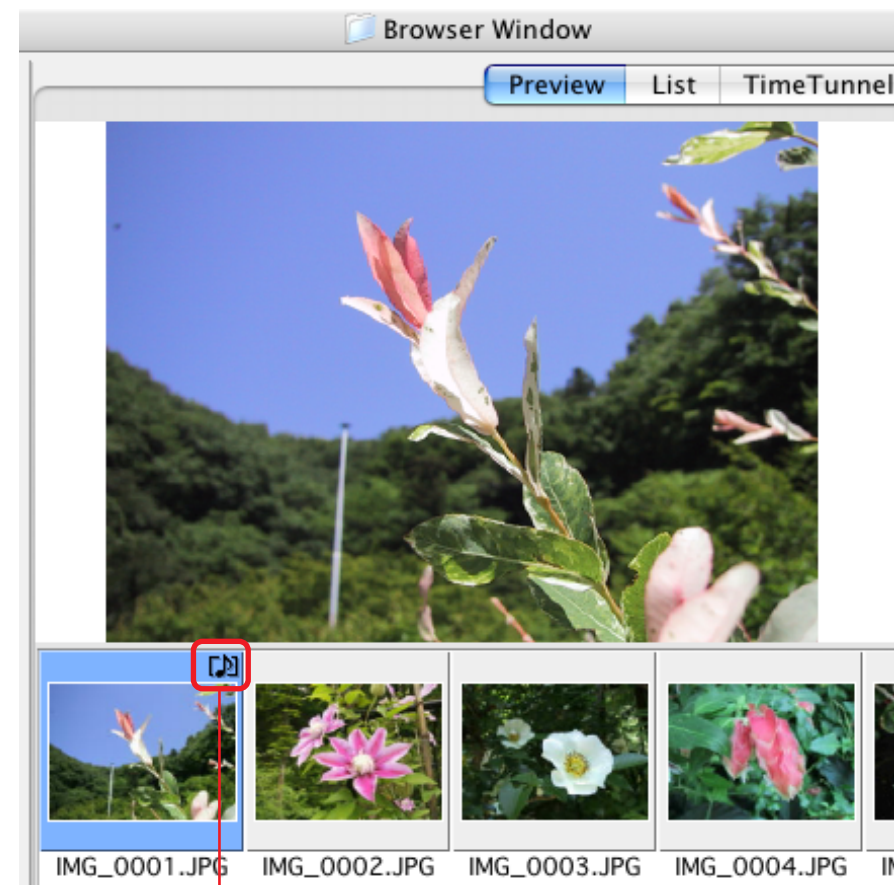 Browser Window
Preview List TimeTunnel
IMG_0001.JPG IMG_0002.JPG IMG_0003.JPG IMG_0004.JPG